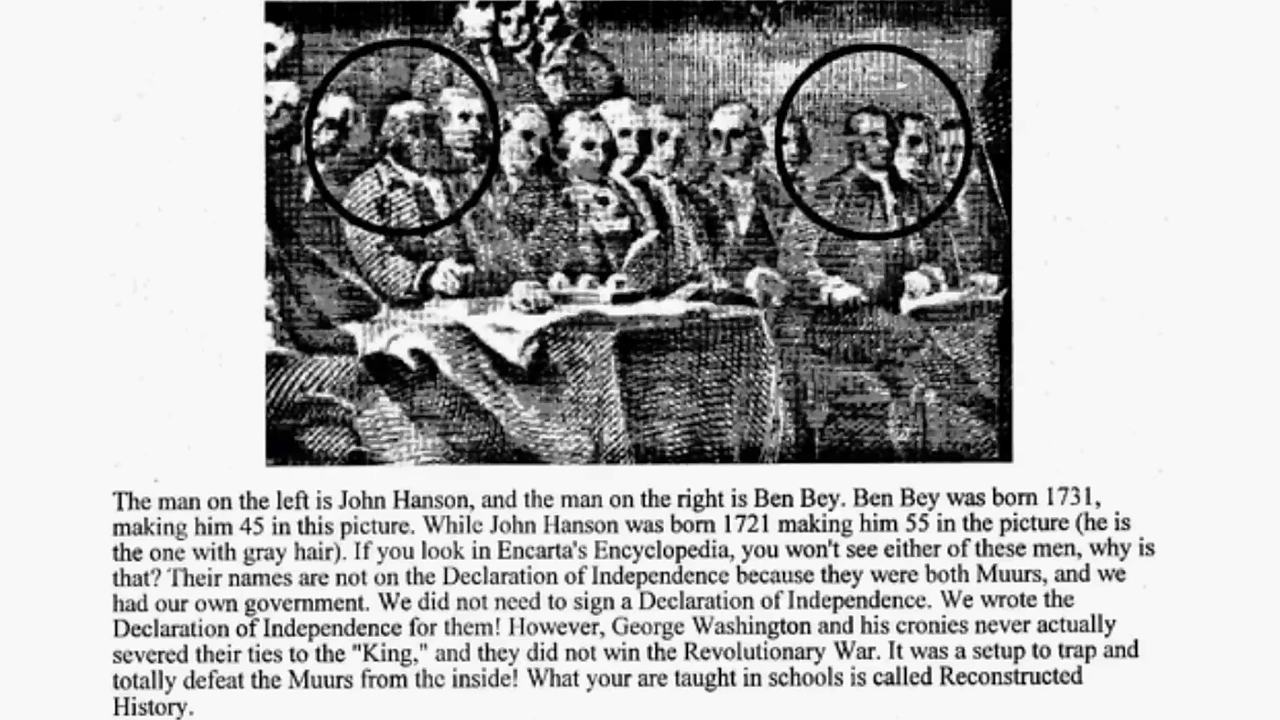 The man on the left is John Hanson, and the man on the right is Ben Bey. Ben Bey was born 1731,
making him 45 in this picture. While John Hanson was born 1721 making him 55 in the picture (he is
the one with gray hair). If you look in Encarta's Encyclopedia, you won't see either of these men, why is
that? Their names are not on the Declaration of Independence because they were both Muurs, and we
had our own government. We did not need to sign a Declaration of Independence. We wrote the
Declaration of Independence for them! However, George Washington and his cronies never actually
severed their ties to the "King," and they did not win the Revolutionary War. It was a setup to trap and
totally defeat the Muurs from the inside! What your are taught in schools is called Reconstructed
History.